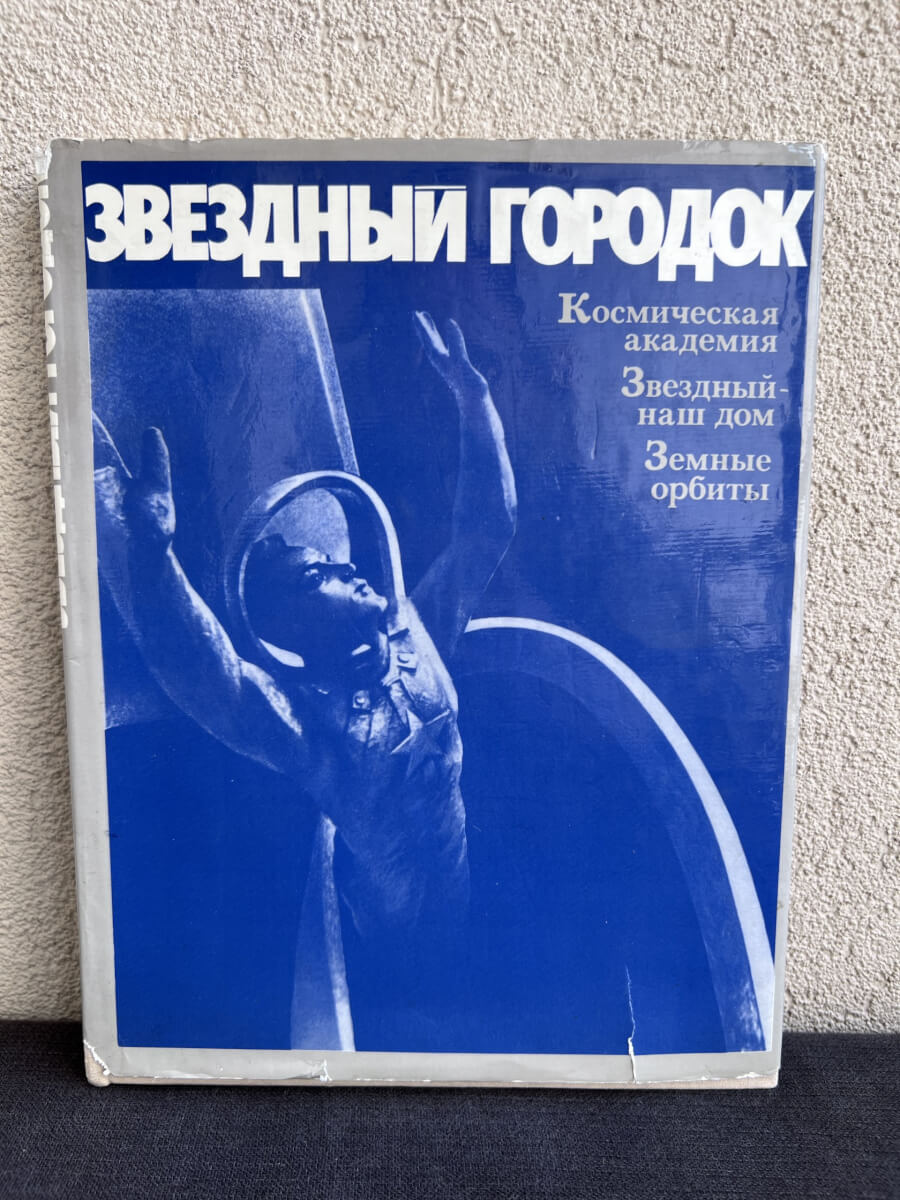 ЗВЕЗДНЫЙ ГОРОДОК
Космическая
академия
Звездный-
наш дом
Земные
орбиты